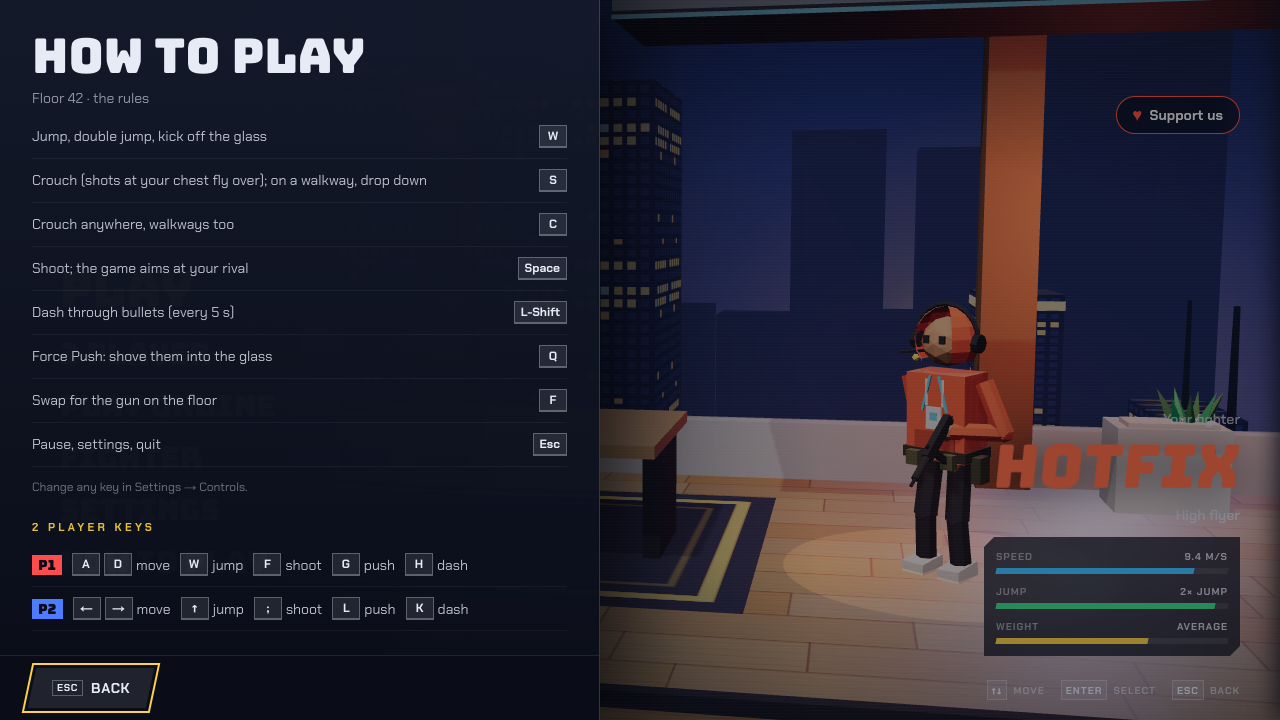 HOW TO PLAY
Floor 42 · the rules
Jump, double jump, kick off the glass W
Crouch (shots at your chest fly over); on a walkway, drop down S
Crouch anywhere, walkways too C
Shoot; the game aims at your rival Space
Dash through bullets (every 5 s) L-Shift
Force Push: shove them into the glass Q
Swap for the gun on the floor F
Pause, settings, quit Esc
Change any key in Settings → Controls.
2 PLAYER KEYS
P1 A D move W jump F shoot G push H dash
P2 ← → move ↑ jump ; shoot L push K dash
ESC BACK
♥ Support us
Your fighter
HOTFIX
High flyer
SPEED 9.4 M/S
JUMP 2× JUMP
WEIGHT AVERAGE
↑↓ MOVE ENTER SELECT ESC BACK
PLAY
FIGHTER
SETTINGS